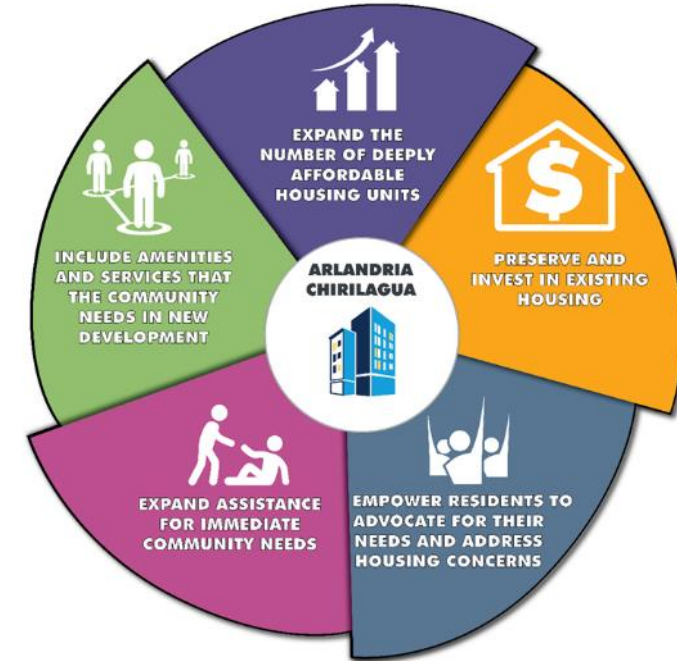 EXPAND THE
NUMBER OF DEEPLY
AFFORDABLE
HOUSING UNITS
$
PRESERVE AND
INVEST IN EXISTING
HOUSING
INCLUDE AMENITIES
AND SERVICES THAT
THE COMMUNITY
NEEDS IN NEW
DEVELOPMENT
ARLANDRIA
CHIRILAGUA
EXPAND ASSISTANCE
FOR IMMEDIATE
COMMUNITY NEEDS
EMPOWER RESIDENTS TO
ADVOCATE FOR THEIR
NEEDS AND ADDRESS
HOUSING CONCERNS